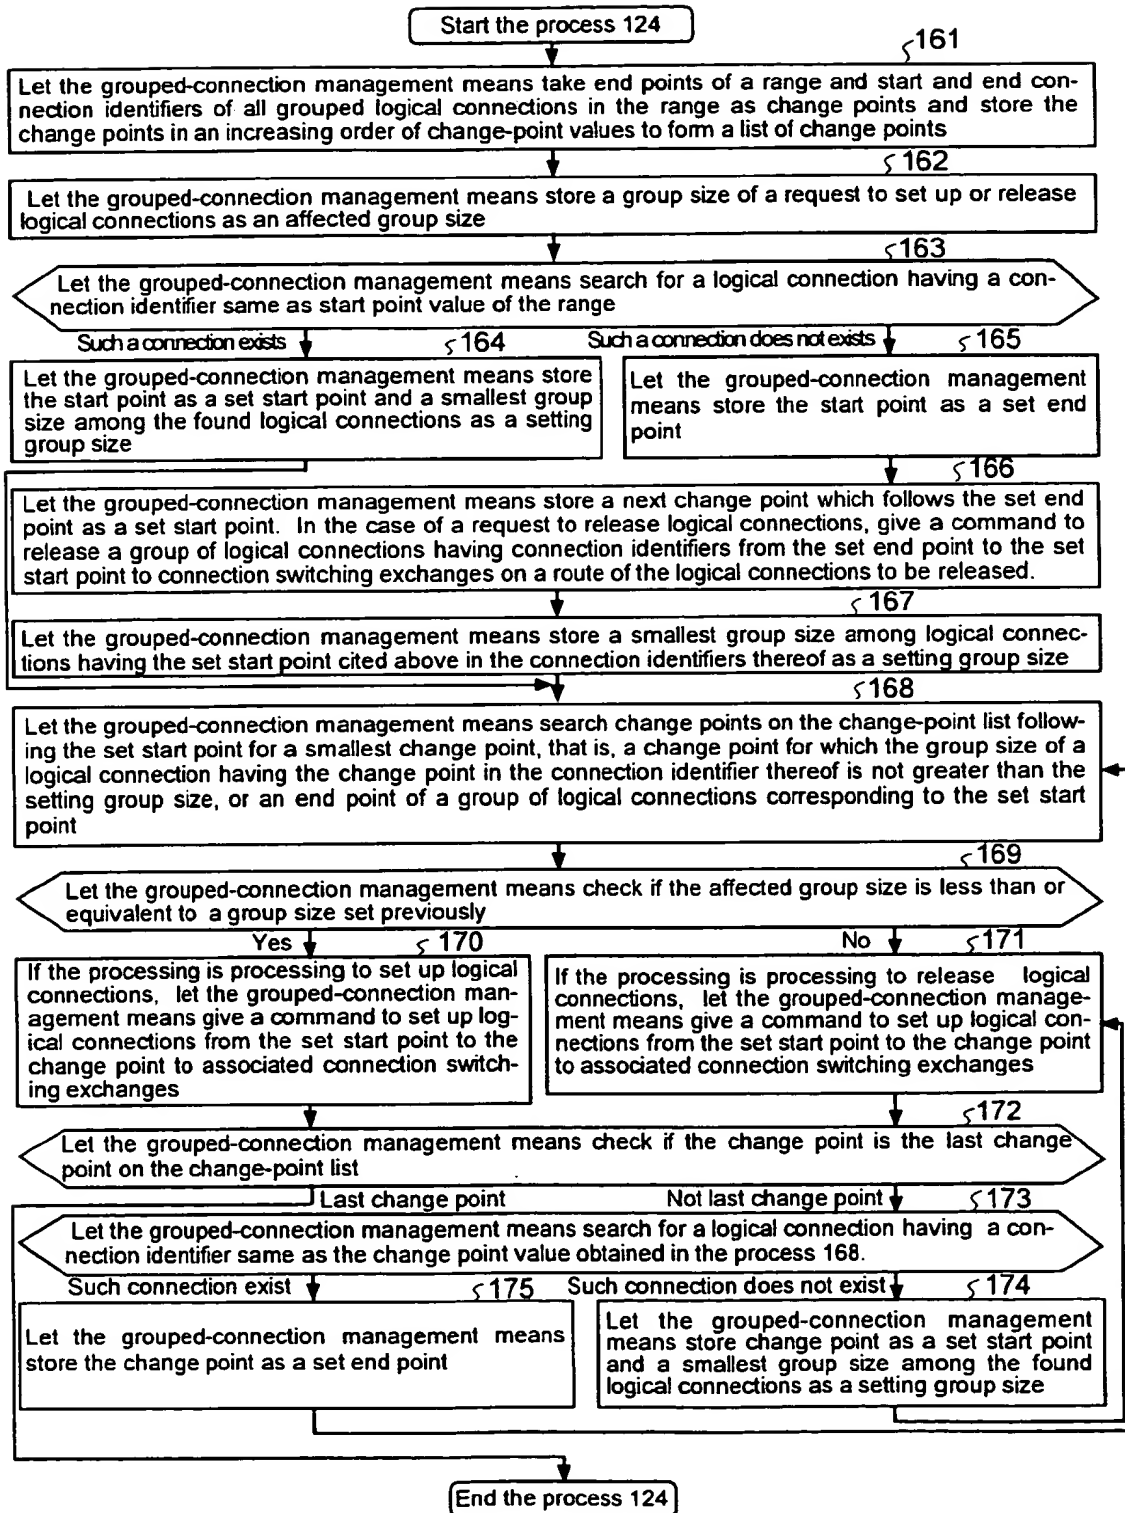 Start the process 124
161
Let the grouped-connection management means take end points of a range and start and end con-
nection identifiers of all grouped logical connections in the range as change points and store the
change points in an increasing order of change-point values to form a list of change points
162
Let the grouped-connection management means store a group size of a request to set up or release
logical connections as an affected group size
163
Let the grouped-connection management means search for a logical connection having a con-
nection identifier same as start point value of the range
Such a connection exists
164
Such a connection does not exists
165
Let the grouped-connection management means store
the start point as a set start point and a smallest group
size among the found logical connections as a setting
group size
Let the grouped-connection management
means store the start point as a set end
point
166
Let the grouped-connection management means store a next change point which follows the set end
point as a set start point. In the case of a request to release logical connections, give a command to
release a group of logical connections having connection identifiers from the set end point to the set
start point to connection switching exchanges on a route of the logical connections to be released.
167
Let the grouped-connection management means store a smallest group size among logical connec-
tions having the set start point cited above in the connection identifiers thereof as a setting group size
168
Let the grouped-connection management means search change points on the change-point list follow-
ing the set start point for a smallest change point, that is, a change point for which the group size of a
logical connection having the change point in the connection identifier thereof is not greater than the
setting group size, or an end point of a group of logical connections corresponding to the set start
point
169
Let the grouped-connection management means check if the affected group size is less than or
equivalent to a group size set previously
Yes
170
No
171
If the processing is processing to set up logical
connections, let the grouped-connection man-
agement means give a command to set up log-
ical connections from the set start point to the
change point to associated connection switch-
ing exchanges
If the processing is processing to release logical
connections, let the grouped-connection manage-
ment means give a command to set up logical con-
nections from the set start point to the change point
to associated connection switching exchanges
172
Let the grouped-connection management means check if the change point is the last change
point on the change-point list
Last change point
Not last change point
173
Let the grouped-connection management means search for a logical connection having a con-
nection identifier same as the change point value obtained in the process 168.
Such connection exist
175
Such connection does not exist
174
Let the grouped-connection management means
store the change point as a set end point
Let the grouped-connection management
means store change point as a set start point
and a smallest group size among the found
logical connections as a setting group size
End the process 124